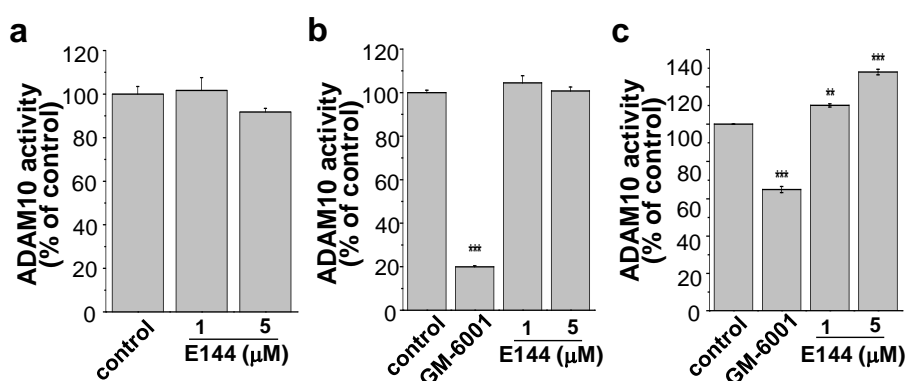 a
ADAM10 activity
(% of control)
120
100
80
60
40
20
0
control
1
5
E144 (μM)
b
ADAM10 activity
(% of control)
120
100
80
60
40
20
0
***
control
GM-6001
1
5
E144 (μM)
c
ADAM10 activity
(% of control)
140
120
100
80
60
40
20
0
***
**
***
control
GM-6001
1
5
E144 (μM)